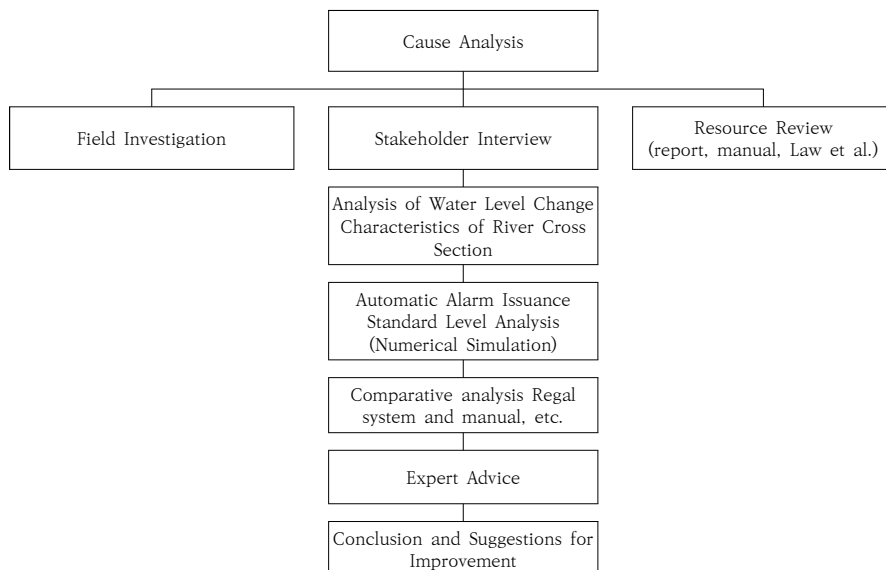 Cause Analysis
Field Investigation
Stakeholder Interview
Resource Review
(report, manual, Law et al.)
Analysis of Water Level Change
Characteristics of River Cross
Section
Automatic Alarm Issuance
Standard Level Analysis
(Numerical Simulation)
Comparative analysis Regal
system and manual, etc.
Expert Advice
Conclusion and Suggestions for
Improvement